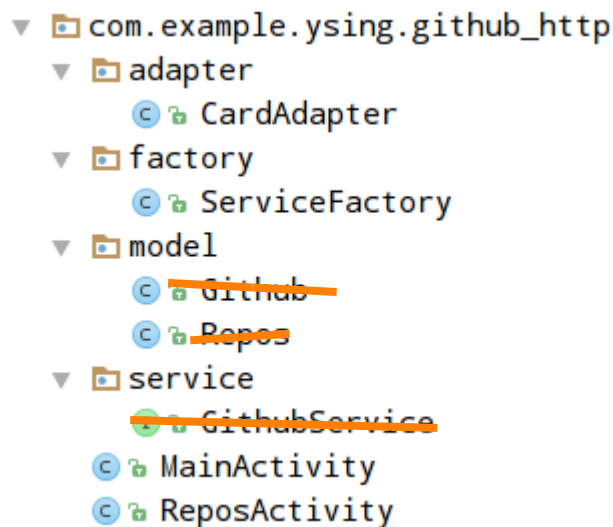 com.example.ysing.github_http
adapter
CardAdapter
factory
ServiceFactory
model
Github
Repos
service
GithubService
MainActivity
ReposActivity